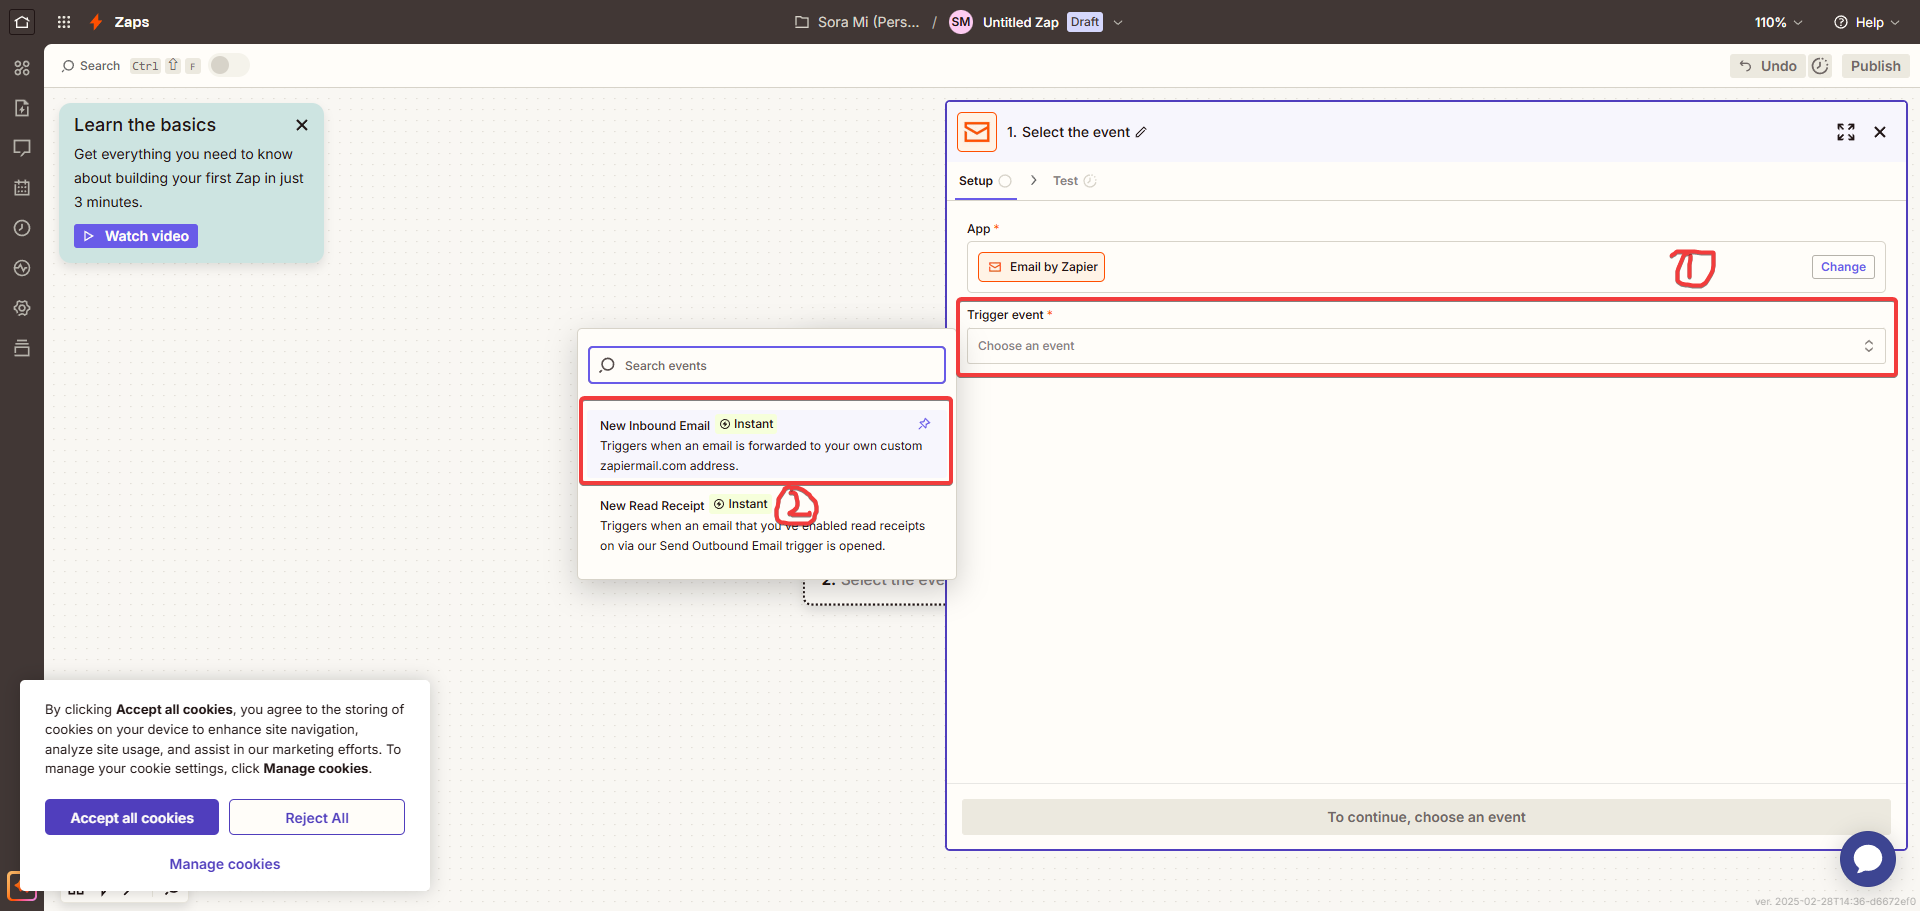 Zaps
Sora Mi (Pers... / SM Untitled Zap Draft
110% Help
Search Ctrl ⇧ F
Undo Publish
Learn the basics
Get everything you need to know
about building your first Zap in just
3 minutes.
Watch video
1. Select the event
Setup > Test
App *
Email by Zapier
Change
1
Trigger event *
Choose an event
Search events
New Inbound Email Instant
Triggers when an email is forwarded to your own custom
zapiermail.com address.
New Read Receipt Instant
2
Triggers when an email that you've enabled read receipts
on via our Send Outbound Email trigger is opened.
2. Select the eve
By clicking Accept all cookies, you agree to the storing of
cookies on your device to enhance site navigation,
analyze site usage, and assist in our marketing efforts. To
manage your cookie settings, click Manage cookies.
Accept all cookies
Reject All
Manage cookies
To continue, choose an event
ver. 2025-02-28T14:36-d6672ef0